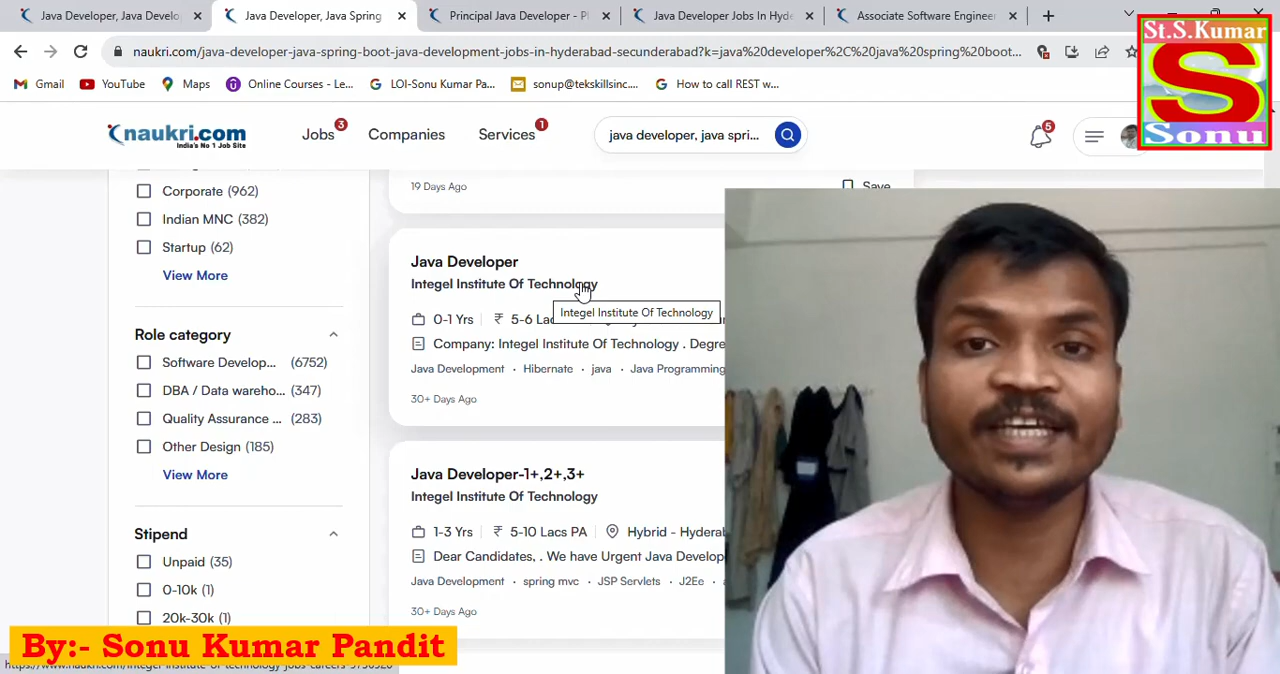 Java Developer, Java Develo
Java Developer, Java Spring
Principal Java Developer - Pl
Java Developer Jobs In Hyde
Associate Software Enginee
naukri.com/java-developer-java-spring-boot-java-development-jobs-in-hyderabad-secunderabad?k=java%20developer%2C%20java%20spring%20boot...
Gmail
YouTube
Maps
Online Courses - Le...
LOI-Sonu Kumar Pa...
sonup@tekskillsinc....
How to call REST w...
St.S.Kumar
S
Sonu
naukri.com
India's No 1 Job Site
Jobs 3
Companies
Services 1
java developer, java spri...
5
Corporate (962)
Indian MNC (382)
Startup (62)
View More
Role category
Software Develop... (6752)
DBA / Data wareho... (347)
Quality Assurance ... (283)
Other Design (185)
View More
Stipend
Unpaid (35)
0-10k (1)
20k-30k (1)
19 Days Ago
Save
Java Developer
Integel Institute Of Technology
Integel Institute Of Technology
0-1 Yrs
₹ 5-6 Lac
Company: Integel Institute Of Technology . Degre
Java Development · Hibernate · java · Java Programming
30+ Days Ago
Java Developer-1+,2+,3+
Integel Institute Of Technology
1-3 Yrs
₹ 5-10 Lacs PA
Hybrid - Hyderab
Dear Candidates, . We have Urgent Java Develop
Java Development · spring mvc · JSP Servlets · J2Ee
30+ Days Ago
By:- Sonu Kumar Pandit